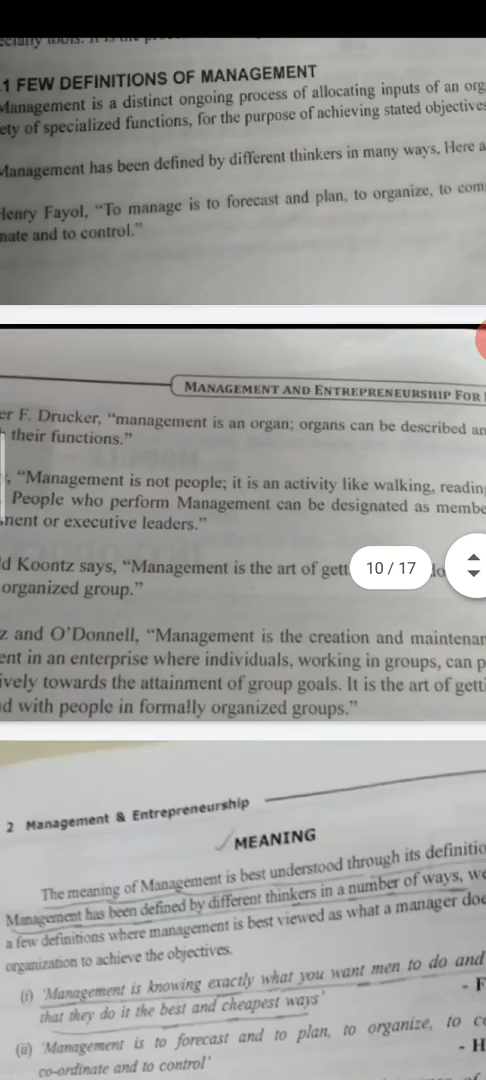 1 FEW DEFINITIONS OF MANAGEMENT
Management is a distinct ongoing process of allocating inputs of an org
ety of specialized functions, for the purpose of achieving stated objectives
Management has been defined by different thinkers in many ways, Here a
Henry Fayol, “To manage is to forecast and plan, to organize, to com
nate and to control.”
MANAGEMENT AND ENTREPRENEURSHIP FOR
er F. Drucker, “management is an organ; organs can be described an
their functions.”
, “Management is not people; it is an activity like walking, reading
People who perform Management can be designated as membe
nent or executive leaders.”
d Koontz says, “Management is the art of gett
10 / 17
organized group.”
z and O’Donnell, “Management is the creation and maintenan
ent in an enterprise where individuals, working in groups, can p
ively towards the attainment of group goals. It is the art of getti
d with people in formally organized groups.”
2 Management & Entrepreneurship
MEANING
The meaning of Management is best understood through its definitio
Management has been defined by different thinkers in a number of ways, we
a few definitions where management is best viewed as what a manager doe
organization to achieve the objectives.
(i) ‘Management is knowing exactly what you want men to do and
that they do it the best and cheapest ways’
- F
(ii) ‘Management is to forecast and to plan, to organize, to c
co-ordinate and to control’
- H